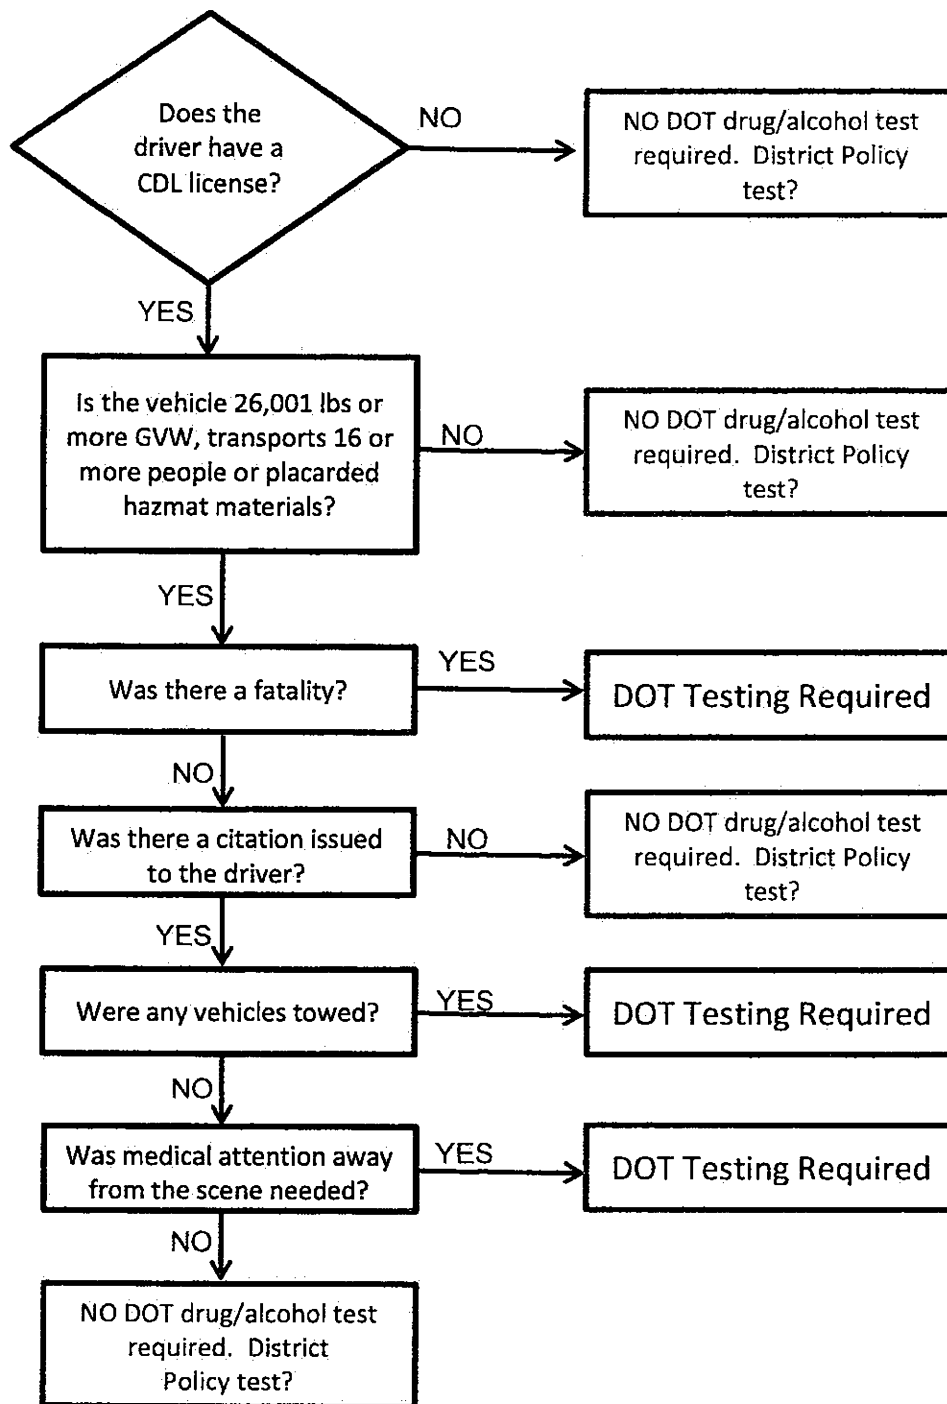 Does the
driver have a
CDL license?
NO
NO DOT drug/alcohol test
required. District Policy
test?
YES
Is the vehicle 26,001 lbs or
more GVW, transports 16 or
more people or placarded
hazmat materials?
NO
NO DOT drug/alcohol test
required. District Policy
test?
YES
Was there a fatality?
YES
DOT Testing Required
NO
Was there a citation issued
to the driver?
NO
NO DOT drug/alcohol test
required. District Policy
test?
YES
Were any vehicles towed?
YES
DOT Testing Required
NO
Was medical attention away
from the scene needed?
YES
DOT Testing Required
NO
NO DOT drug/alcohol test
required. District
Policy test?